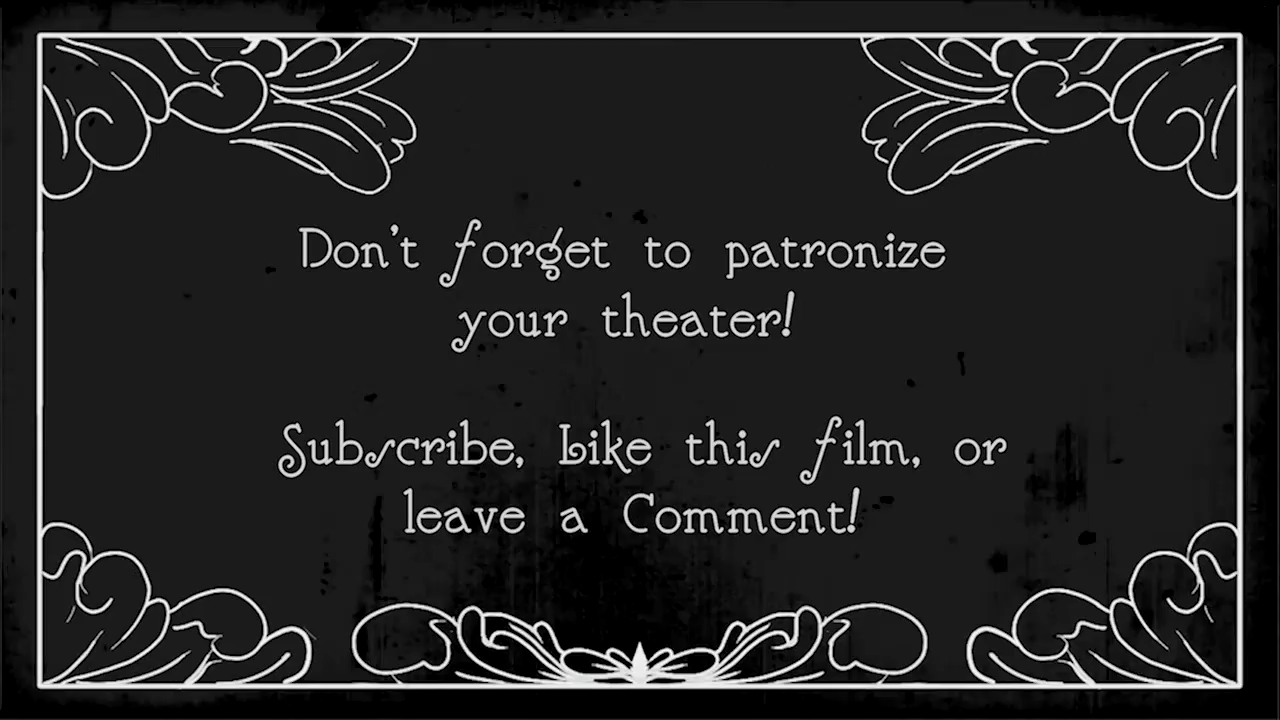 Don't forget to patronize
your theater!
Subscribe, Like this film, or
leave a Comment!